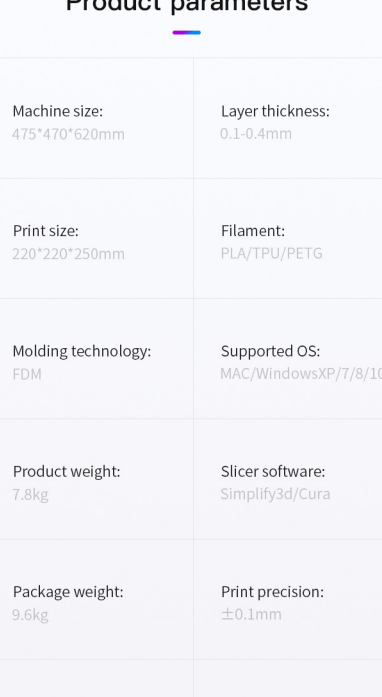 Product parameters
Machine size:
475*470*620mm
Layer thickness:
0.1-0.4mm
Print size:
220*220*250mm
Filament:
PLA/TPU/PETG
Molding technology:
FDM
Supported OS:
MAC/WindowsXP/7/8/10
Product weight:
7.8kg
Slicer software:
Simplify3d/Cura
Package weight:
9.6kg
Print precision:
±0.1mm